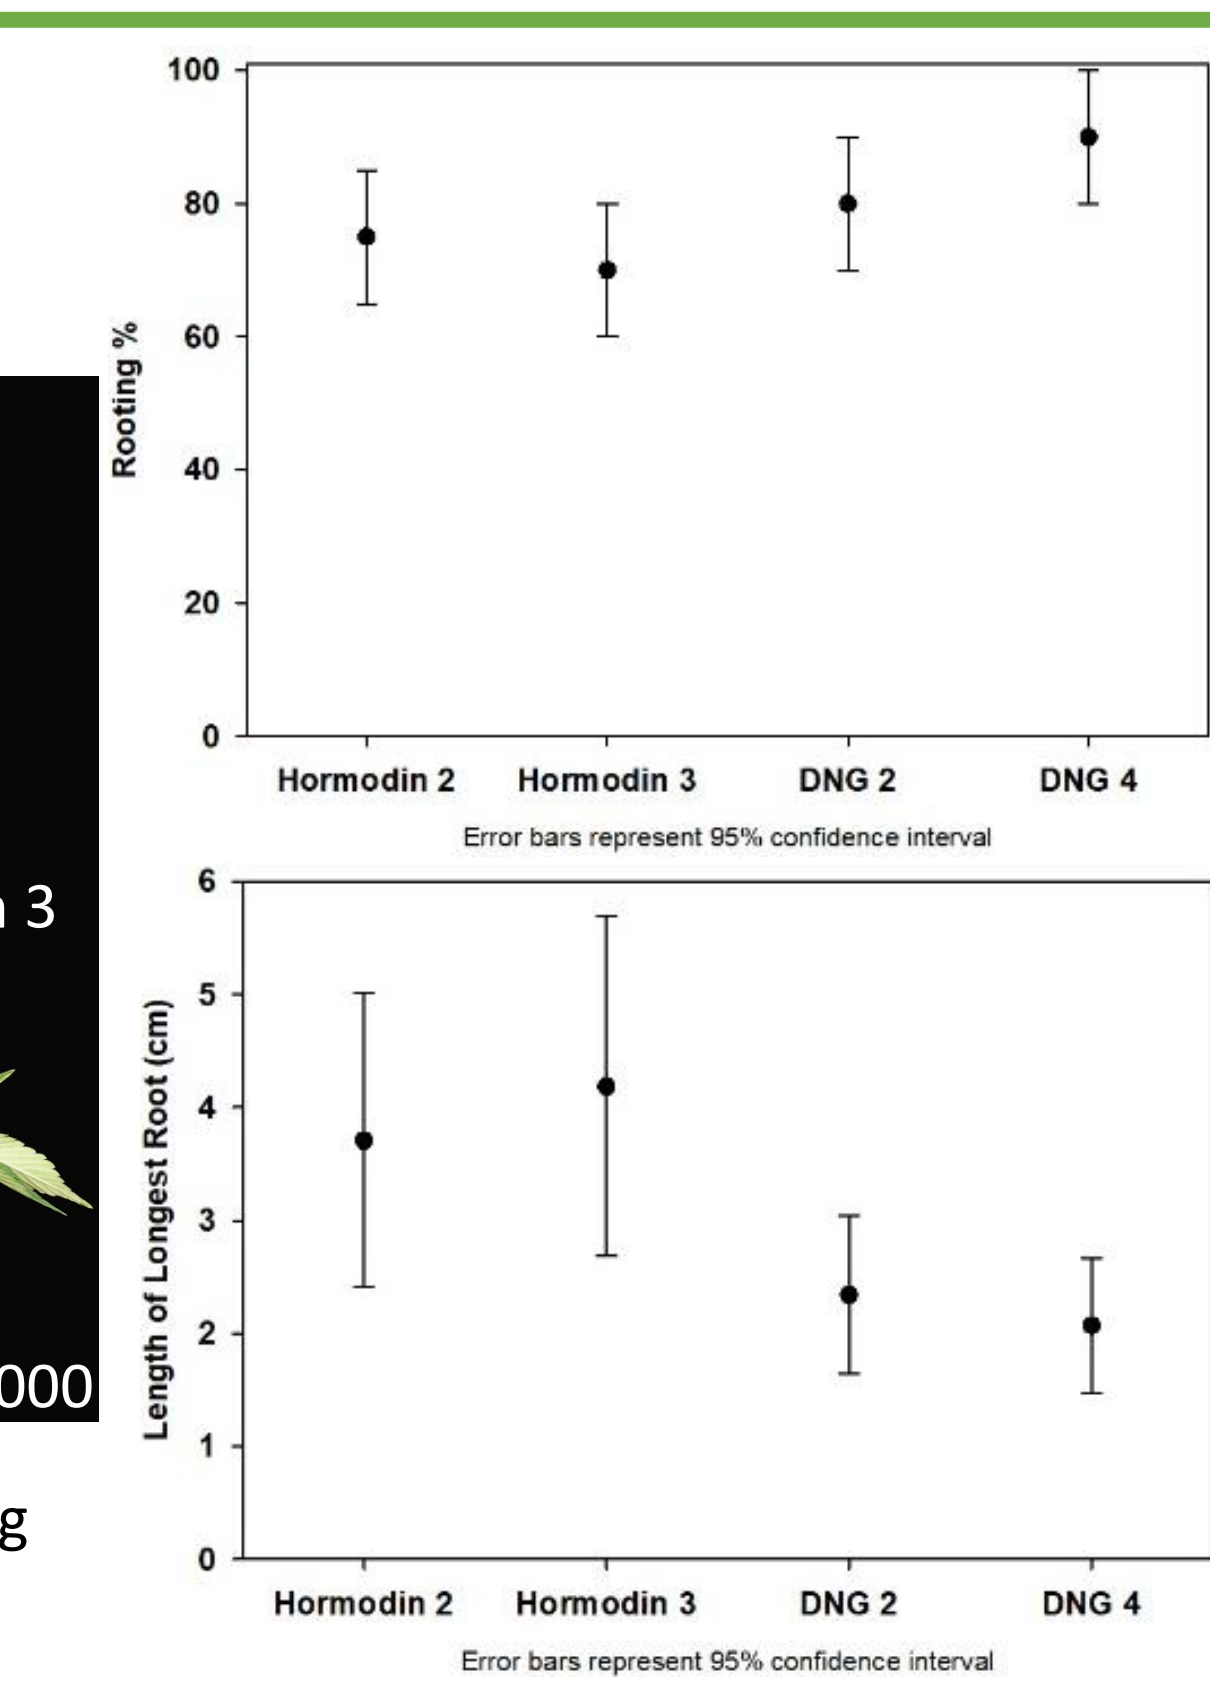 100
80
60
40
20
0
Rooting %
Hormodin 2 Hormodin 3 DNG 2 DNG 4
Error bars represent 95% confidence interval
6
5
4
3
2
1
0
Length of Longest Root (cm)
Hormodin 2 Hormodin 3 DNG 2 DNG 4
Error bars represent 95% confidence interval
3
000
g